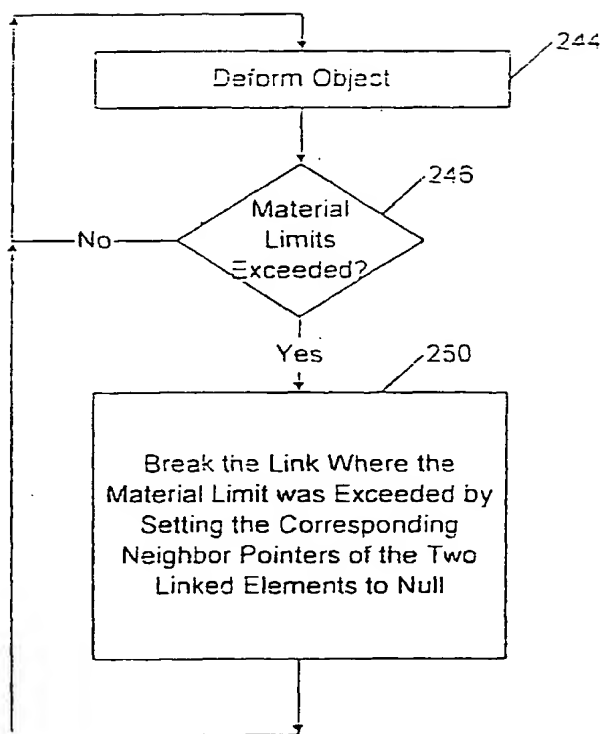 244
Deform Object
246
Material
Limits
Exceeded?
No
Yes
250
Break the Link Where the
Material Limit was Exceeded by
Setting the Corresponding
Neighbor Pointers of the Two
Linked Elements to Null